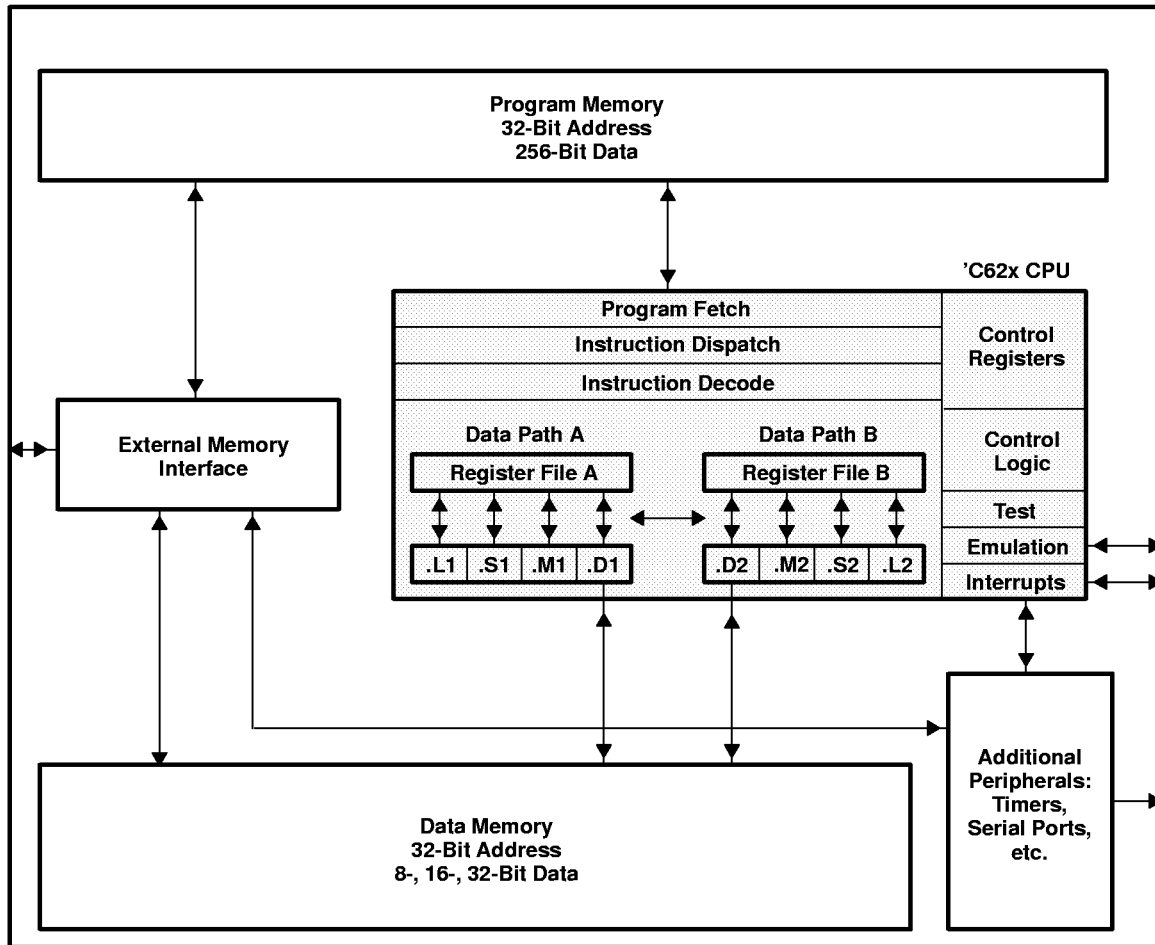 Program Memory
32-Bit Address
256-Bit Data
'C62x CPU
Program Fetch
Instruction Dispatch
Instruction Decode
Control
Registers
Control
Logic
Test
Emulation
Interrupts
External Memory
Interface
Data Path A
Data Path B
Register File A
Register File B
.L1 .S1 .M1 .D1
.D2 .M2 .S2 .L2
Additional
Peripherals:
Timers,
Serial Ports,
etc.
Data Memory
32-Bit Address
8-, 16-, 32-Bit Data